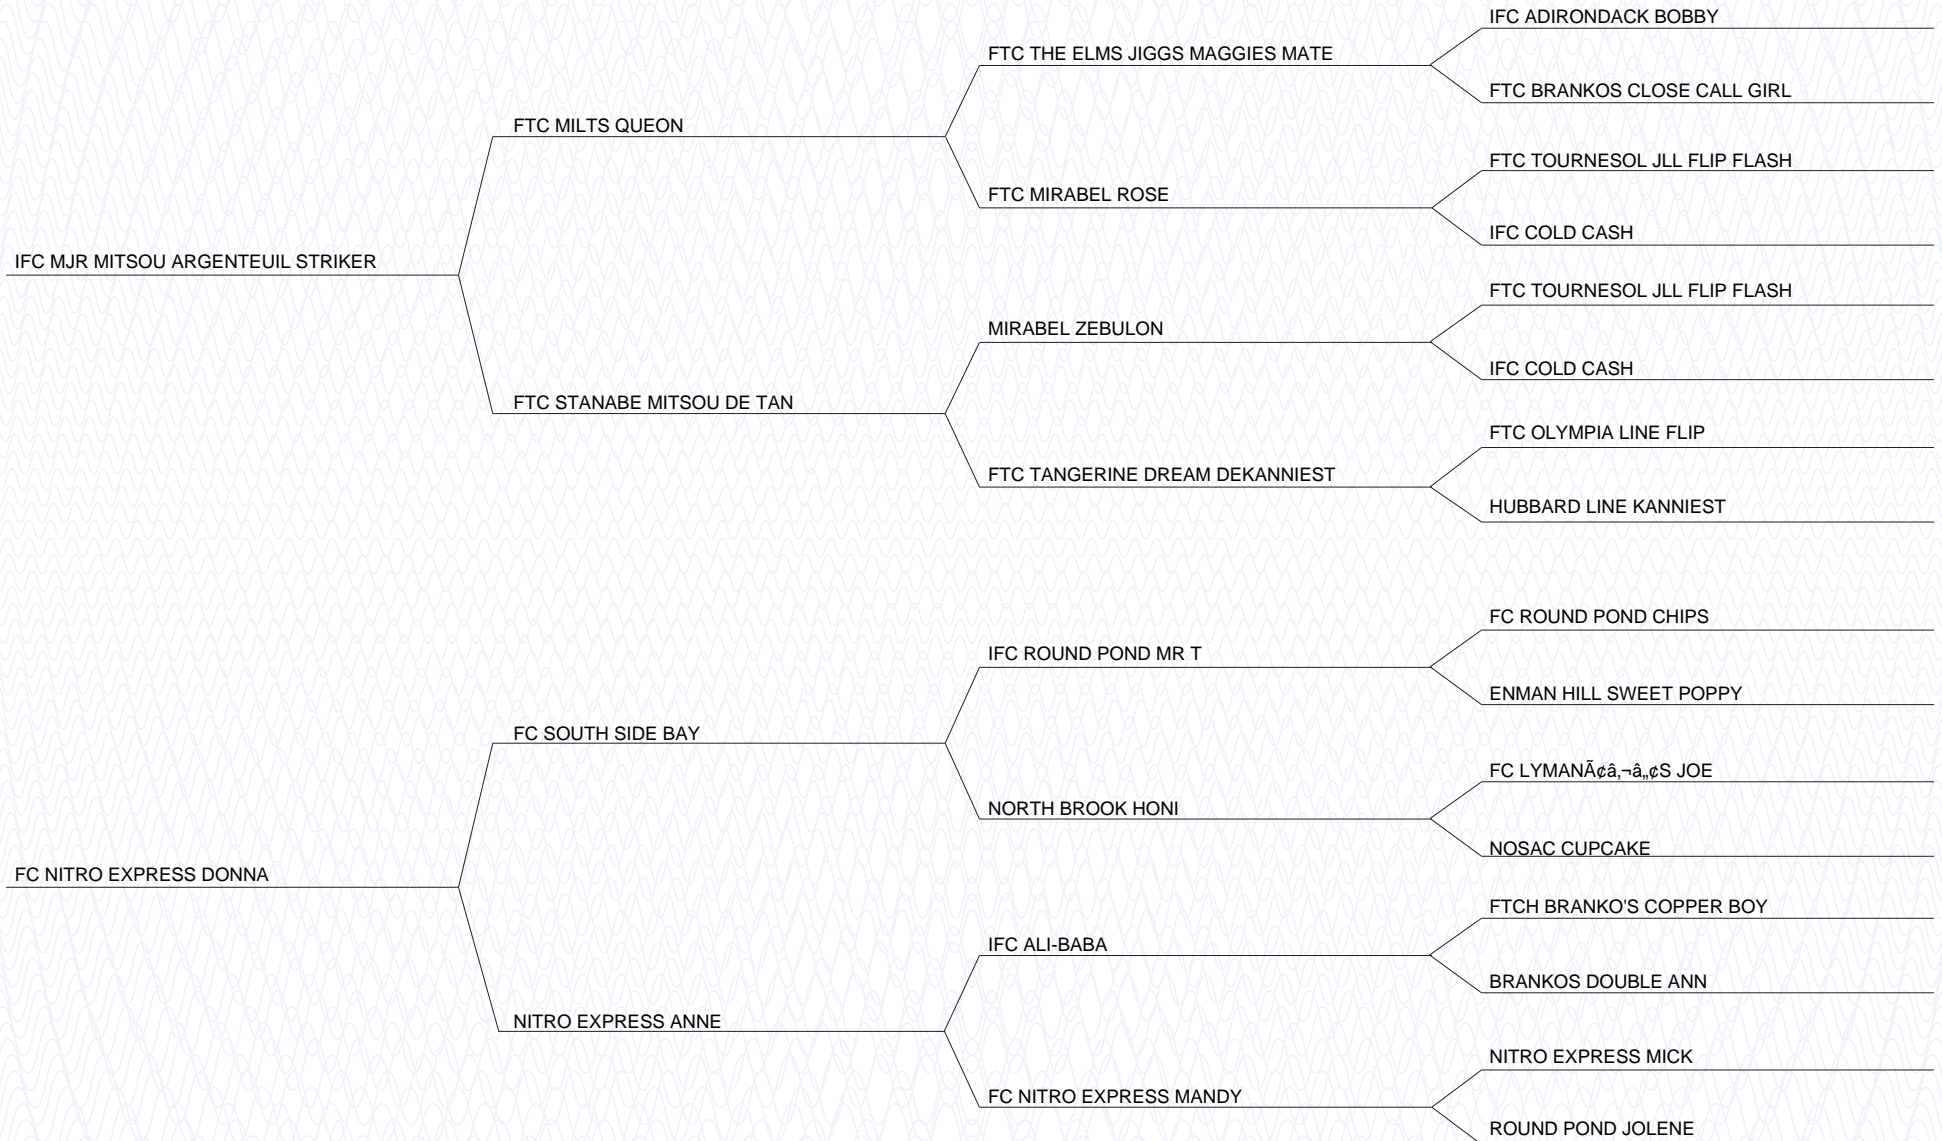 IFC ADIRONDACK BOBBY
FTC THE ELMS JIGGS MAGGIES MATE
FTC BRANKOS CLOSE CALL GIRL
FTC MILTS QUEON
FTC TOURNESOL JLL FLIP FLASH
FTC MIRABEL ROSE
IFC COLD CASH
IFC MJR MITSOU ARGENTEUIL STRIKER
FTC TOURNESOL JLL FLIP FLASH
MIRABEL ZEBULON
IFC COLD CASH
FTC STANABE MITSOU DE TAN
FTC OLYMPIA LINE FLIP
FTC TANGERINE DREAM DEKANNIEST
HUBBARD LINE KANNIEST
FC ROUND POND CHIPS
IFC ROUND POND MR T
ENMAN HILL SWEET POPPY
FC SOUTH SIDE BAY
FC LYMANÃ¢â‚¬â„¢S JOE
NORTH BROOK HONI
NOSAC CUPCAKE
FC NITRO EXPRESS DONNA
FTCH BRANKO'S COPPER BOY
IFC ALI-BABA
BRANKOS DOUBLE ANN
NITRO EXPRESS ANNE
NITRO EXPRESS MICK
FC NITRO EXPRESS MANDY
ROUND POND JOLENE